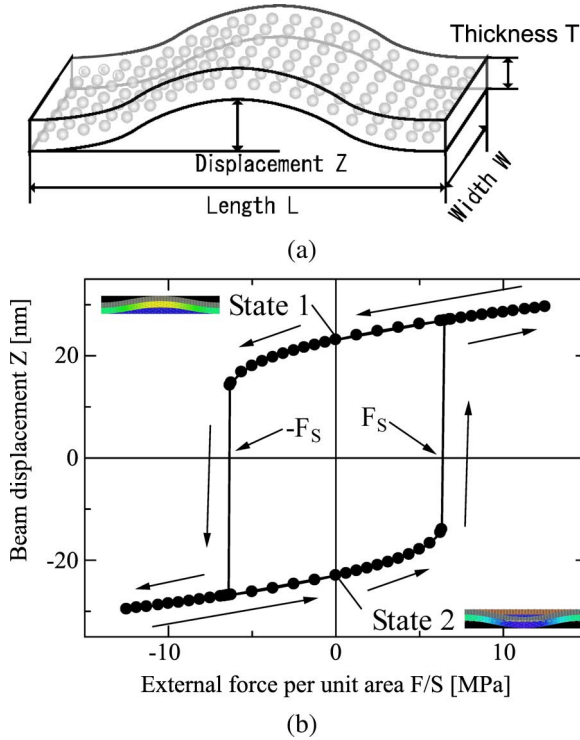 Thickness T
Displacement Z
Length L
Width W
(a)
Beam displacement Z [nm]
20
0
-20
State 1
-F_S
F_S
State 2
-10
0
10
External force per unit area F/S [MPa]
(b)